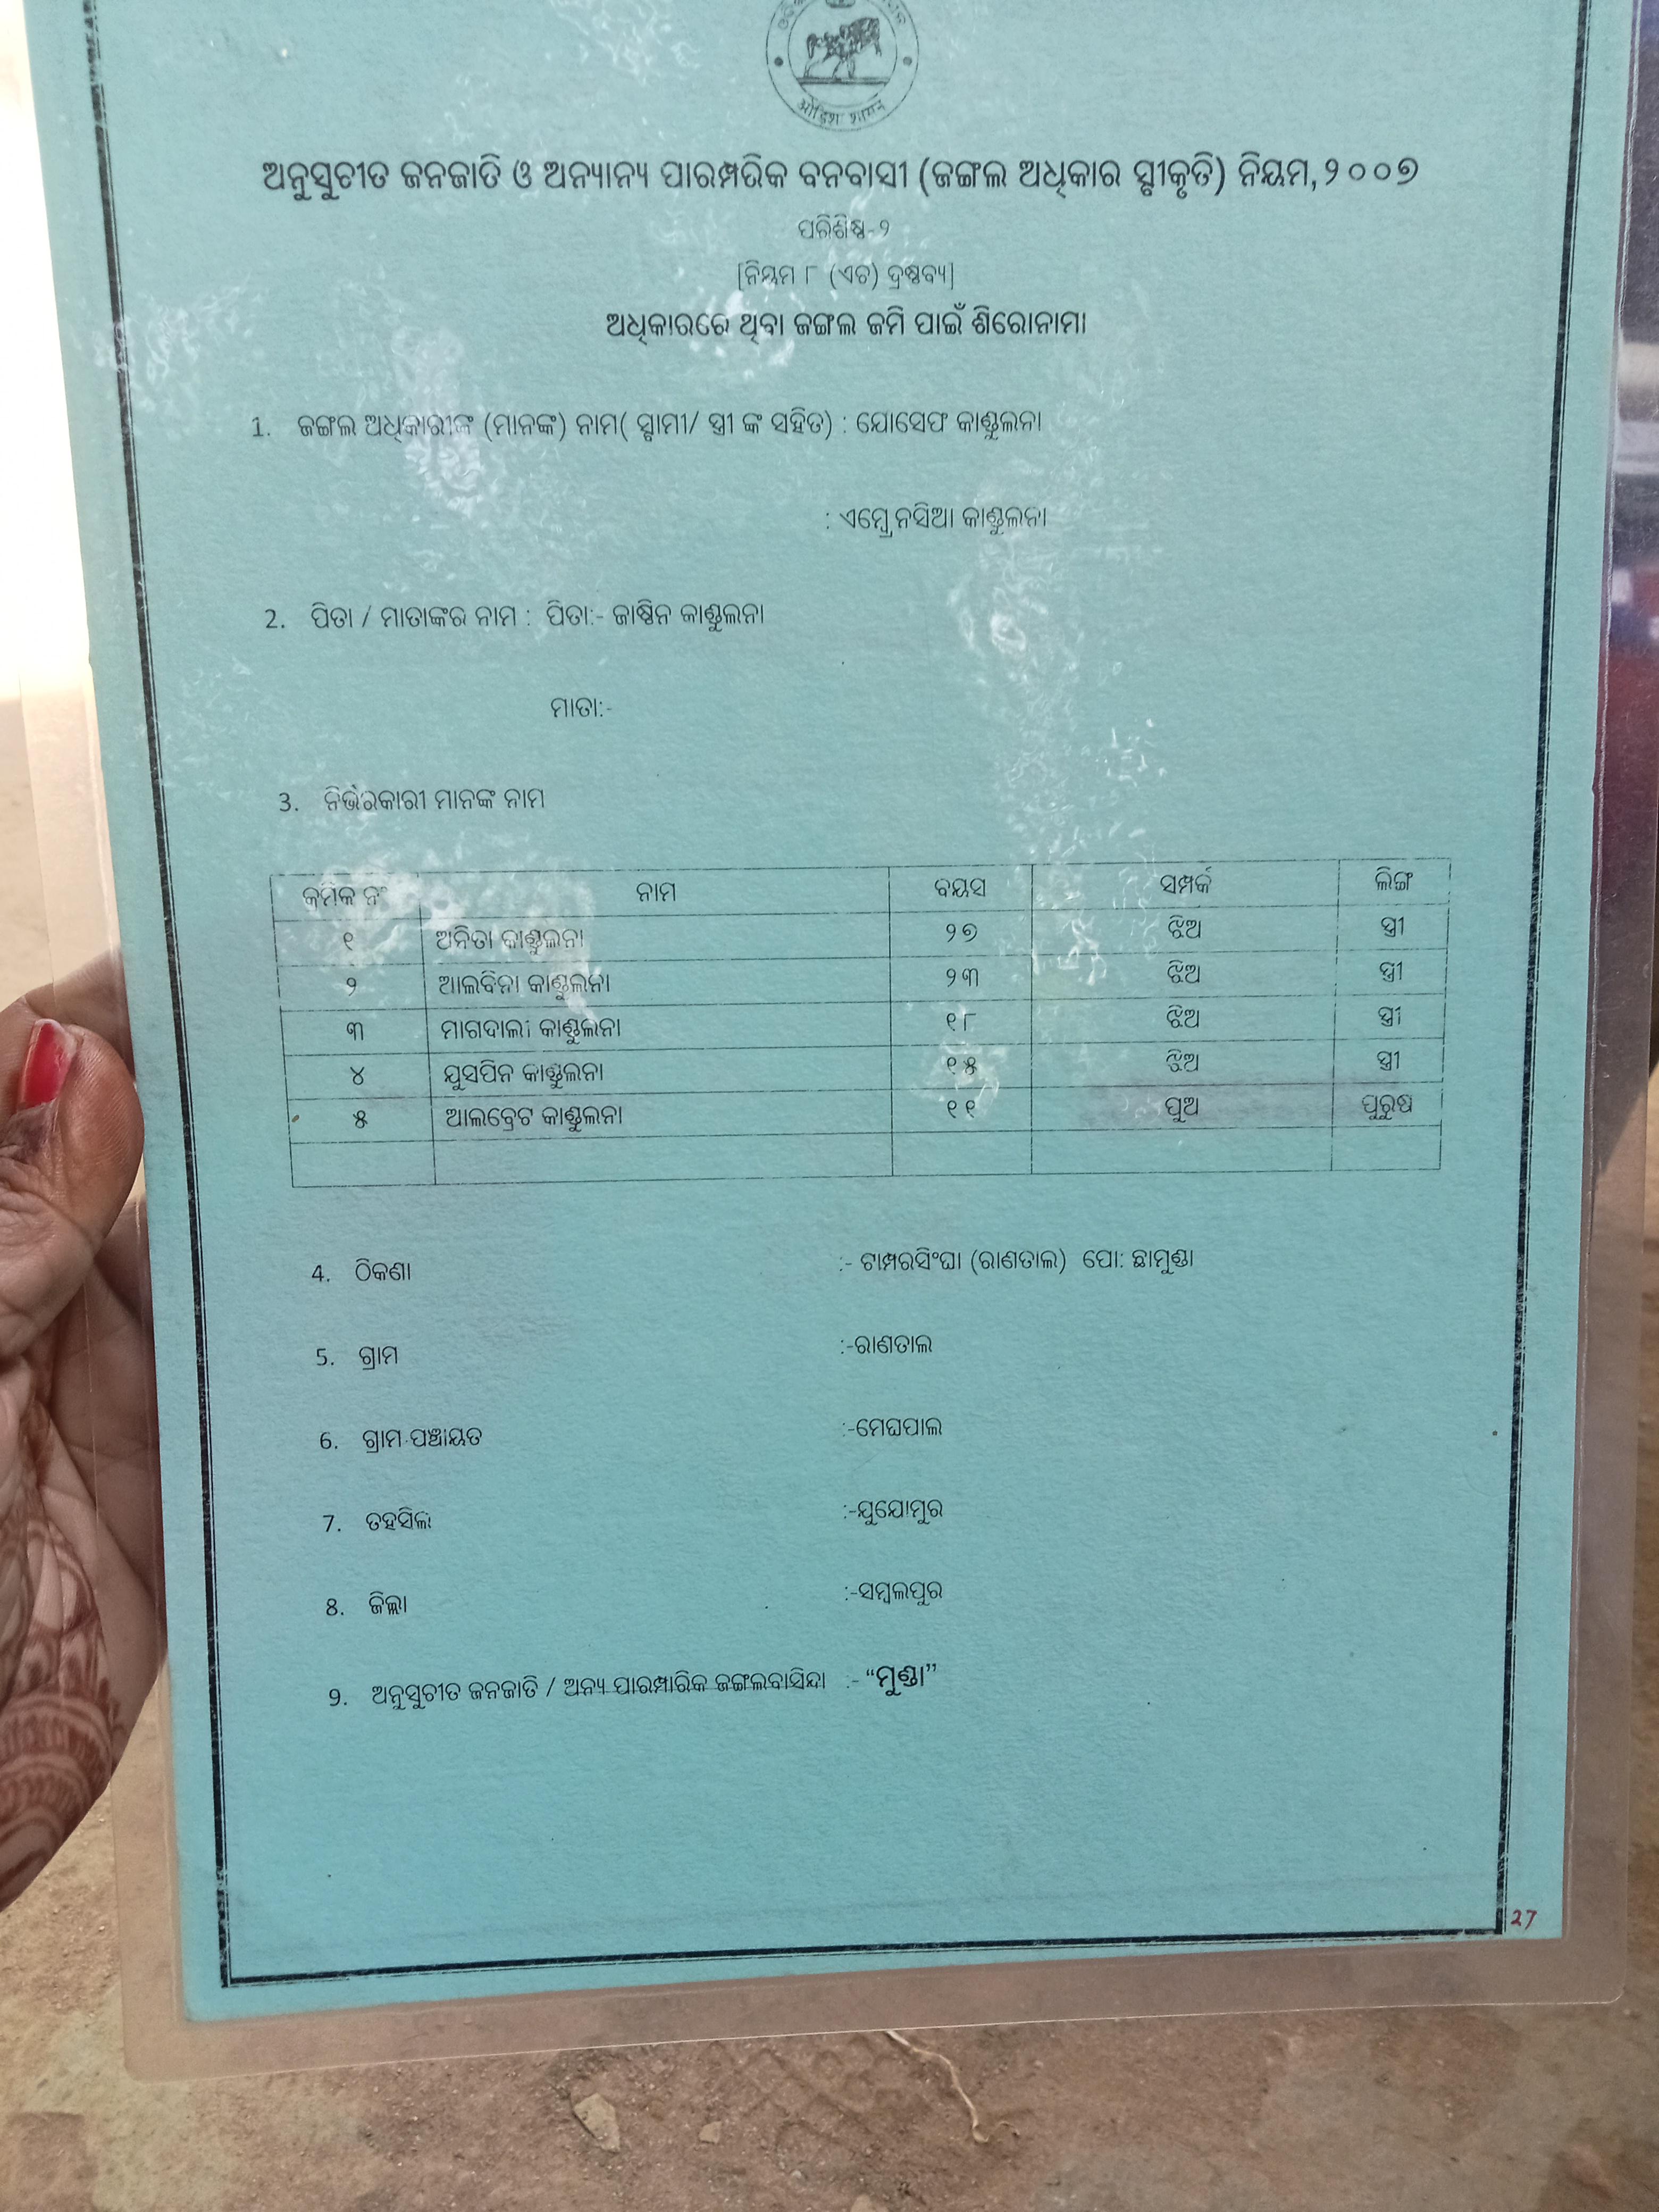 ओड़िशा शासन
ଅନୁସୁଚୀତ ଜନଜାତି ଓ ଅନ୍ୟାନ୍ୟ ପାରମ୍ପରିକ ବନବାସୀ (ଜଙ୍ଗଲ ଅଧିକାର ସ୍ବୀକୃତି) ନିୟମ,୨୦୦୭
ପରିଶିଷ୍ଟ-୨
[ନିୟମ ୮ (ଏଚ) ଦ୍ରଷ୍ଟବ୍ୟ]
ଅଧିକାରରେ ଥିବା ଜଙ୍ଗଲ ଜମି ପାଇଁ ଶିରୋନାମା
1. ଜଙ୍ଗଲ ଅଧିକାରୀଙ୍କ (ମାନଙ୍କ) ନାମ( ସ୍ବାମୀ/ ସ୍ତ୍ରୀ ଙ୍କ ସହିତ) : ଯୋସେଫ କାଣ୍ଡୁଲନା
: ଏମ୍ବ୍ରେନସିଆ କାଣ୍ଡୁଲନା
2. ପିତା / ମାତାଙ୍କର ନାମ : ପିତା:- ଜାଷ୍ଟିନ କାଣ୍ଡୁଲନା
ମାତା:-
3. ନିର୍ଭରକାରୀ ମାନଙ୍କ ନାମ
କ୍ରମିକ ନଂ ନାମ ବୟସ ସମ୍ପର୍କ ଲିଙ୍ଗ
୧ ଅନିତା କାଣ୍ଡୁଲନା ୨୭ ଝିଅ ସ୍ତ୍ରୀ
୨ ଆଲବିନା କାଣ୍ଡୁଲନା ୨୩ ଝିଅ ସ୍ତ୍ରୀ
୩ ମାଗଦାଲୀ କାଣ୍ଡୁଲନା ୧୮ ଝିଅ ସ୍ତ୍ରୀ
୪ ଯୁସପିନ କାଣ୍ଡୁଲନା ୧୫ ଝିଅ ସ୍ତ୍ରୀ
୫ ଆଲବ୍ରେଟ କାଣ୍ଡୁଲନା ୧୧ ପୁଅ ପୁରୁଷ
4. ଠିକଣା :- ଟାମ୍ପରସିଂଘା (ରାଣତାଲ) ପୋ: ଛାମୁଣ୍ଡା
5. ଗ୍ରାମ :-ରାଣତାଲ
6. ଗ୍ରାମ-ପଞ୍ଚାୟତ :-ମେଘପାଲ
7. ତହସିଲ :-ଯୁଯୋମୁର
8. ଜିଲ୍ଲା :-ସମ୍ବଲପୁର
9. ଅନୁସୁଚୀତ ଜନଜାତି / ଅନ୍ୟ ପାରମ୍ପାରିକ ଜଙ୍ଗଲବାସିନ୍ଦା :- “ମୁଣ୍ଡା”
27